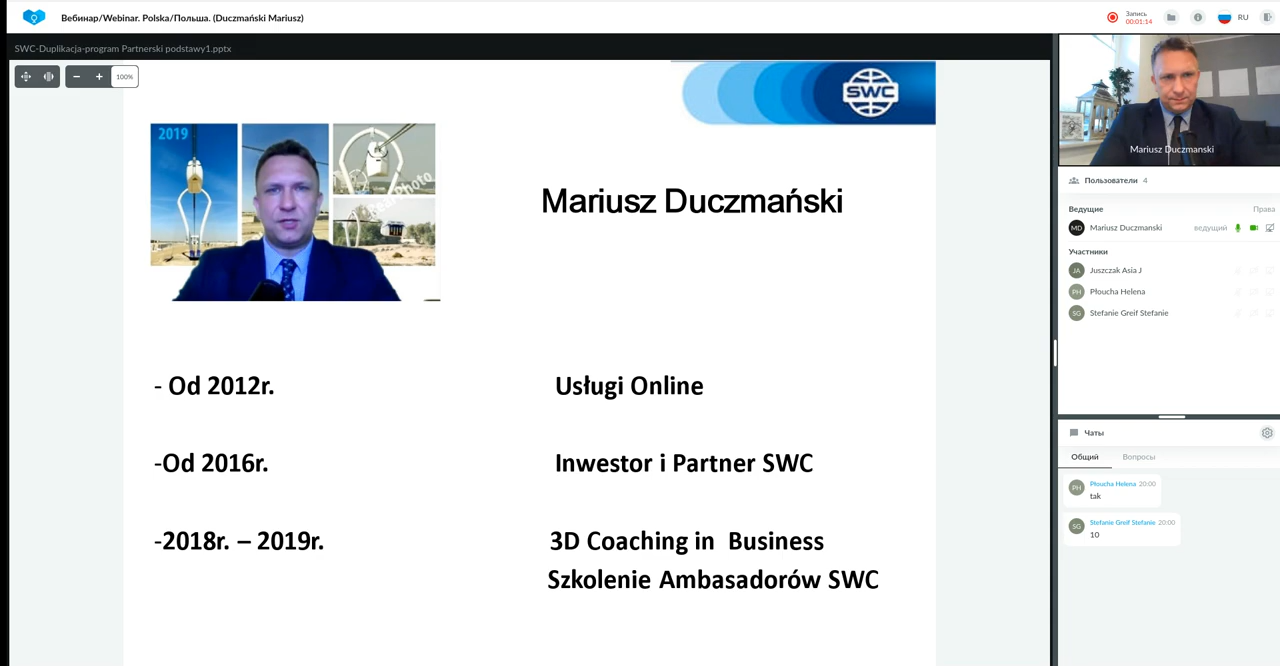 Вебинар/Webinar. Polska/Польша. (Duczmański Mariusz)
Запись
00:01:14
RU
SWC-Duplikacja-program Partnerski podstawy1.pptx
100%
SWC
2019
Real Photo
Mariusz Duczmański
- Od 2012r. Usługi Online
-Od 2016r. Inwestor i Partner SWC
-2018r. – 2019r. 3D Coaching in Business
Szkolenie Ambasadorów SWC
Mariusz Duczmanski
Пользователи 4
Ведущие Права
MD Mariusz Duczmanski ведущий
Участники
JA Juszczak Asia J
PH Płoucha Helena
SG Stefanie Greif Stefanie
Чаты
Общий Вопросы
PH Płoucha Helena 20:00
tak
SG Stefanie Greif Stefanie 20:00
10